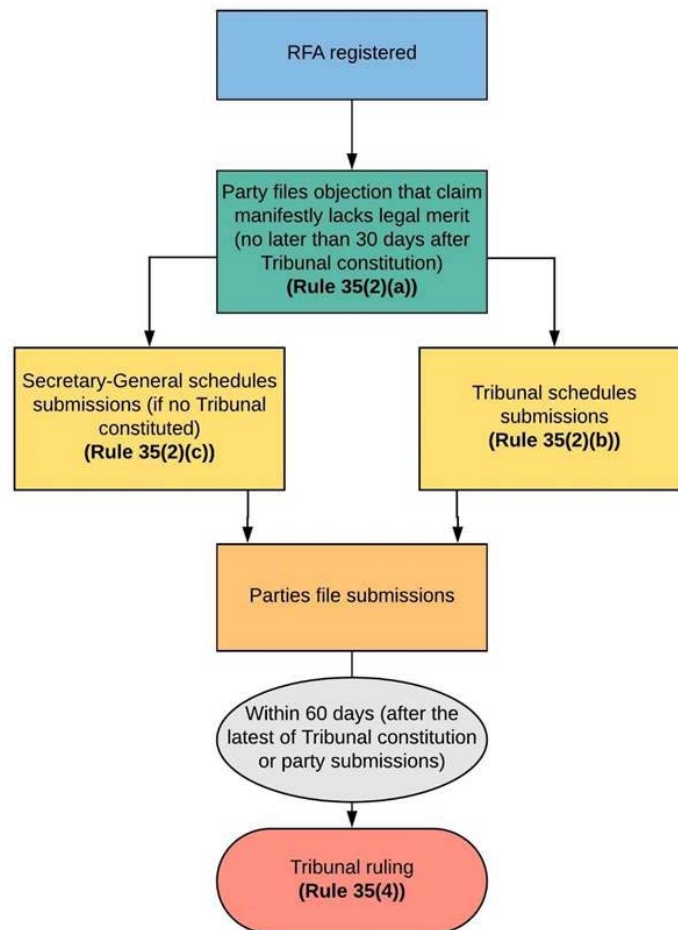 RFA registered
Party files objection that claim
manifestly lacks legal merit
(no later than 30 days after
Tribunal constitution)
(Rule 35(2)(a))
Secretary-General schedules
submissions (if no Tribunal
constituted)
(Rule 35(2)(c))
Tribunal schedules
submissions
(Rule 35(2)(b))
Parties file submissions
Within 60 days (after the
latest of Tribunal constitution
or party submissions)
Tribunal ruling
(Rule 35(4))